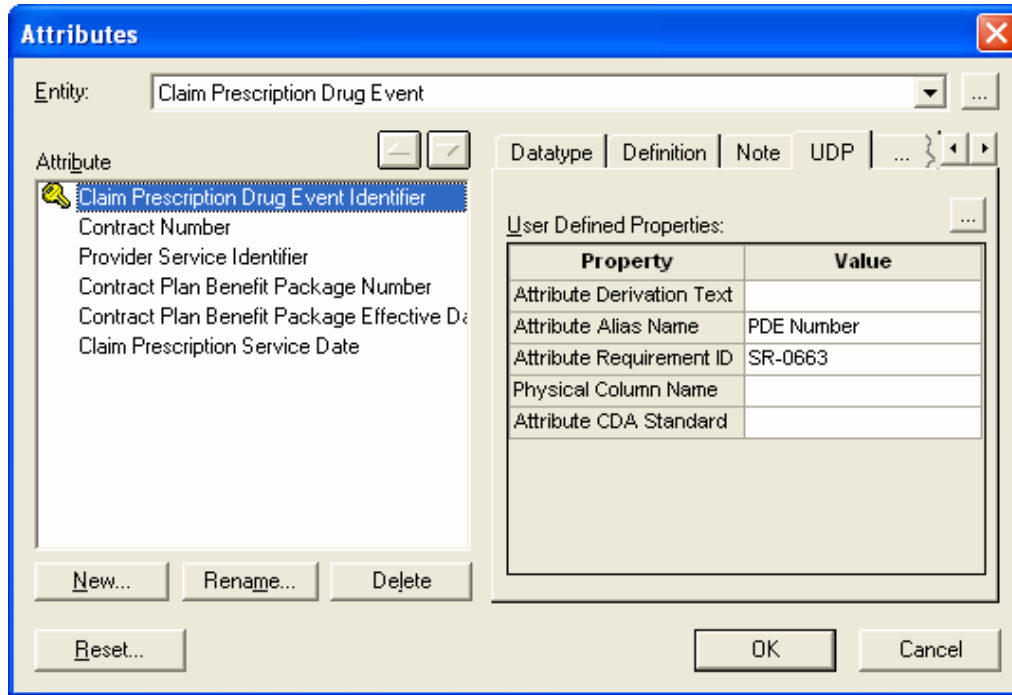 Attributes
Entity: Claim Prescription Drug Event ...
Attribute
Claim Prescription Drug Event Identifier
Contract Number
Provider Service Identifier
Contract Plan Benefit Package Number
Contract Plan Benefit Package Effective Da
Claim Prescription Service Date
New... Rename... Delete
Datatype Definition Note UDP ...
User Defined Properties: ...
Property Value
Attribute Derivation Text
Attribute Alias Name PDE Number
Attribute Requirement ID SR-0663
Physical Column Name
Attribute CDA Standard
Reset... OK Cancel